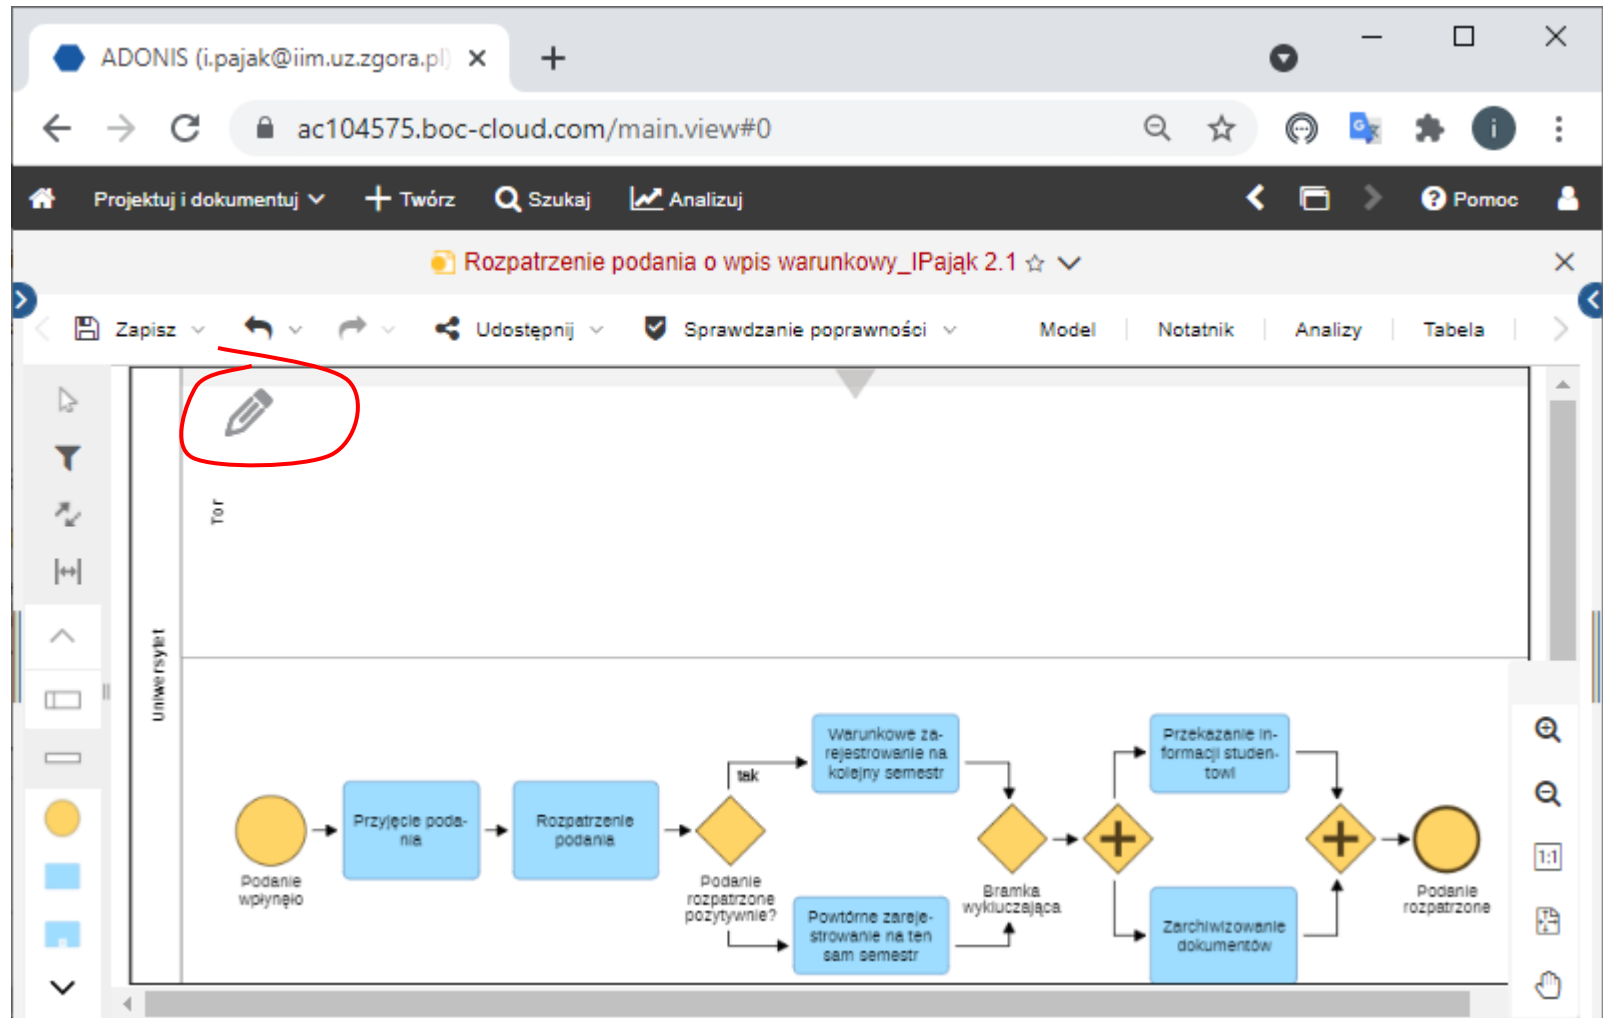 ADONIS (i.pajak@iim.uz.zgora.pl)
ac104575.boc-cloud.com/main.view#0
i
Projektuj i dokumentuj
Twórz
Szukaj
Analizuj
Pomoc
Rozpatrzenie podania o wpis warunkowy_IPająk 2.1
Zapisz
Udostępnij
Sprawdzanie poprawności
Model
Notatnik
Analizy
Tabela
Tor
Uniwersytet
Podanie
wpłynęło
Przyjęcie poda-
nia
Rozpatrzenie
podania
tak
Podanie
rozpatrzone
pozytywnie?
Warunkowe za-
rejestrowanie na
kolejny semestr
Powtórne zareje-
strowanie na ten
sam semestr
Bramka
wykluczająca
Przekazanie in-
formacji studen-
towi
Zarchiwizowanie
dokumentów
Podanie
rozpatrzone
1:1